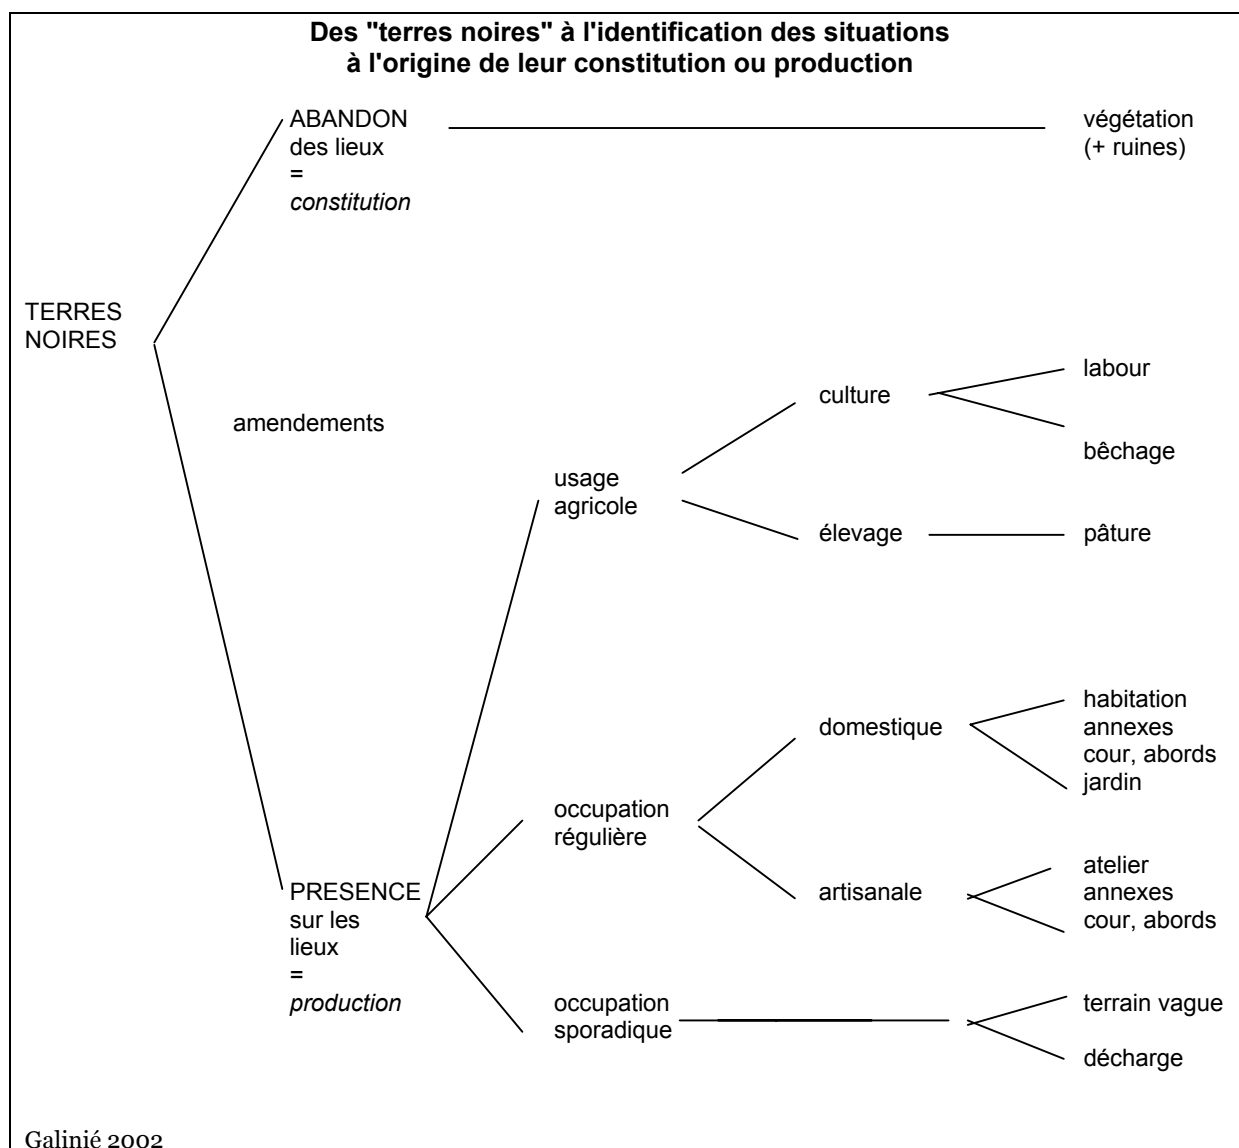 Des "terres noires" à l'identification des situations
à l'origine de leur constitution ou production
ABANDON
des lieux
=
constitution
végétation
(+ ruines)
TERRES
NOIRES
amendements
usage
agricole
culture
labour
bêchage
élevage
pâture
PRESENCE
sur les
lieux
=
production
occupation
régulière
domestique
habitation
annexes
cour, abords
jardin
artisanale
atelier
annexes
cour, abords
occupation
sporadique
terrain vague
décharge
Galinié 2002